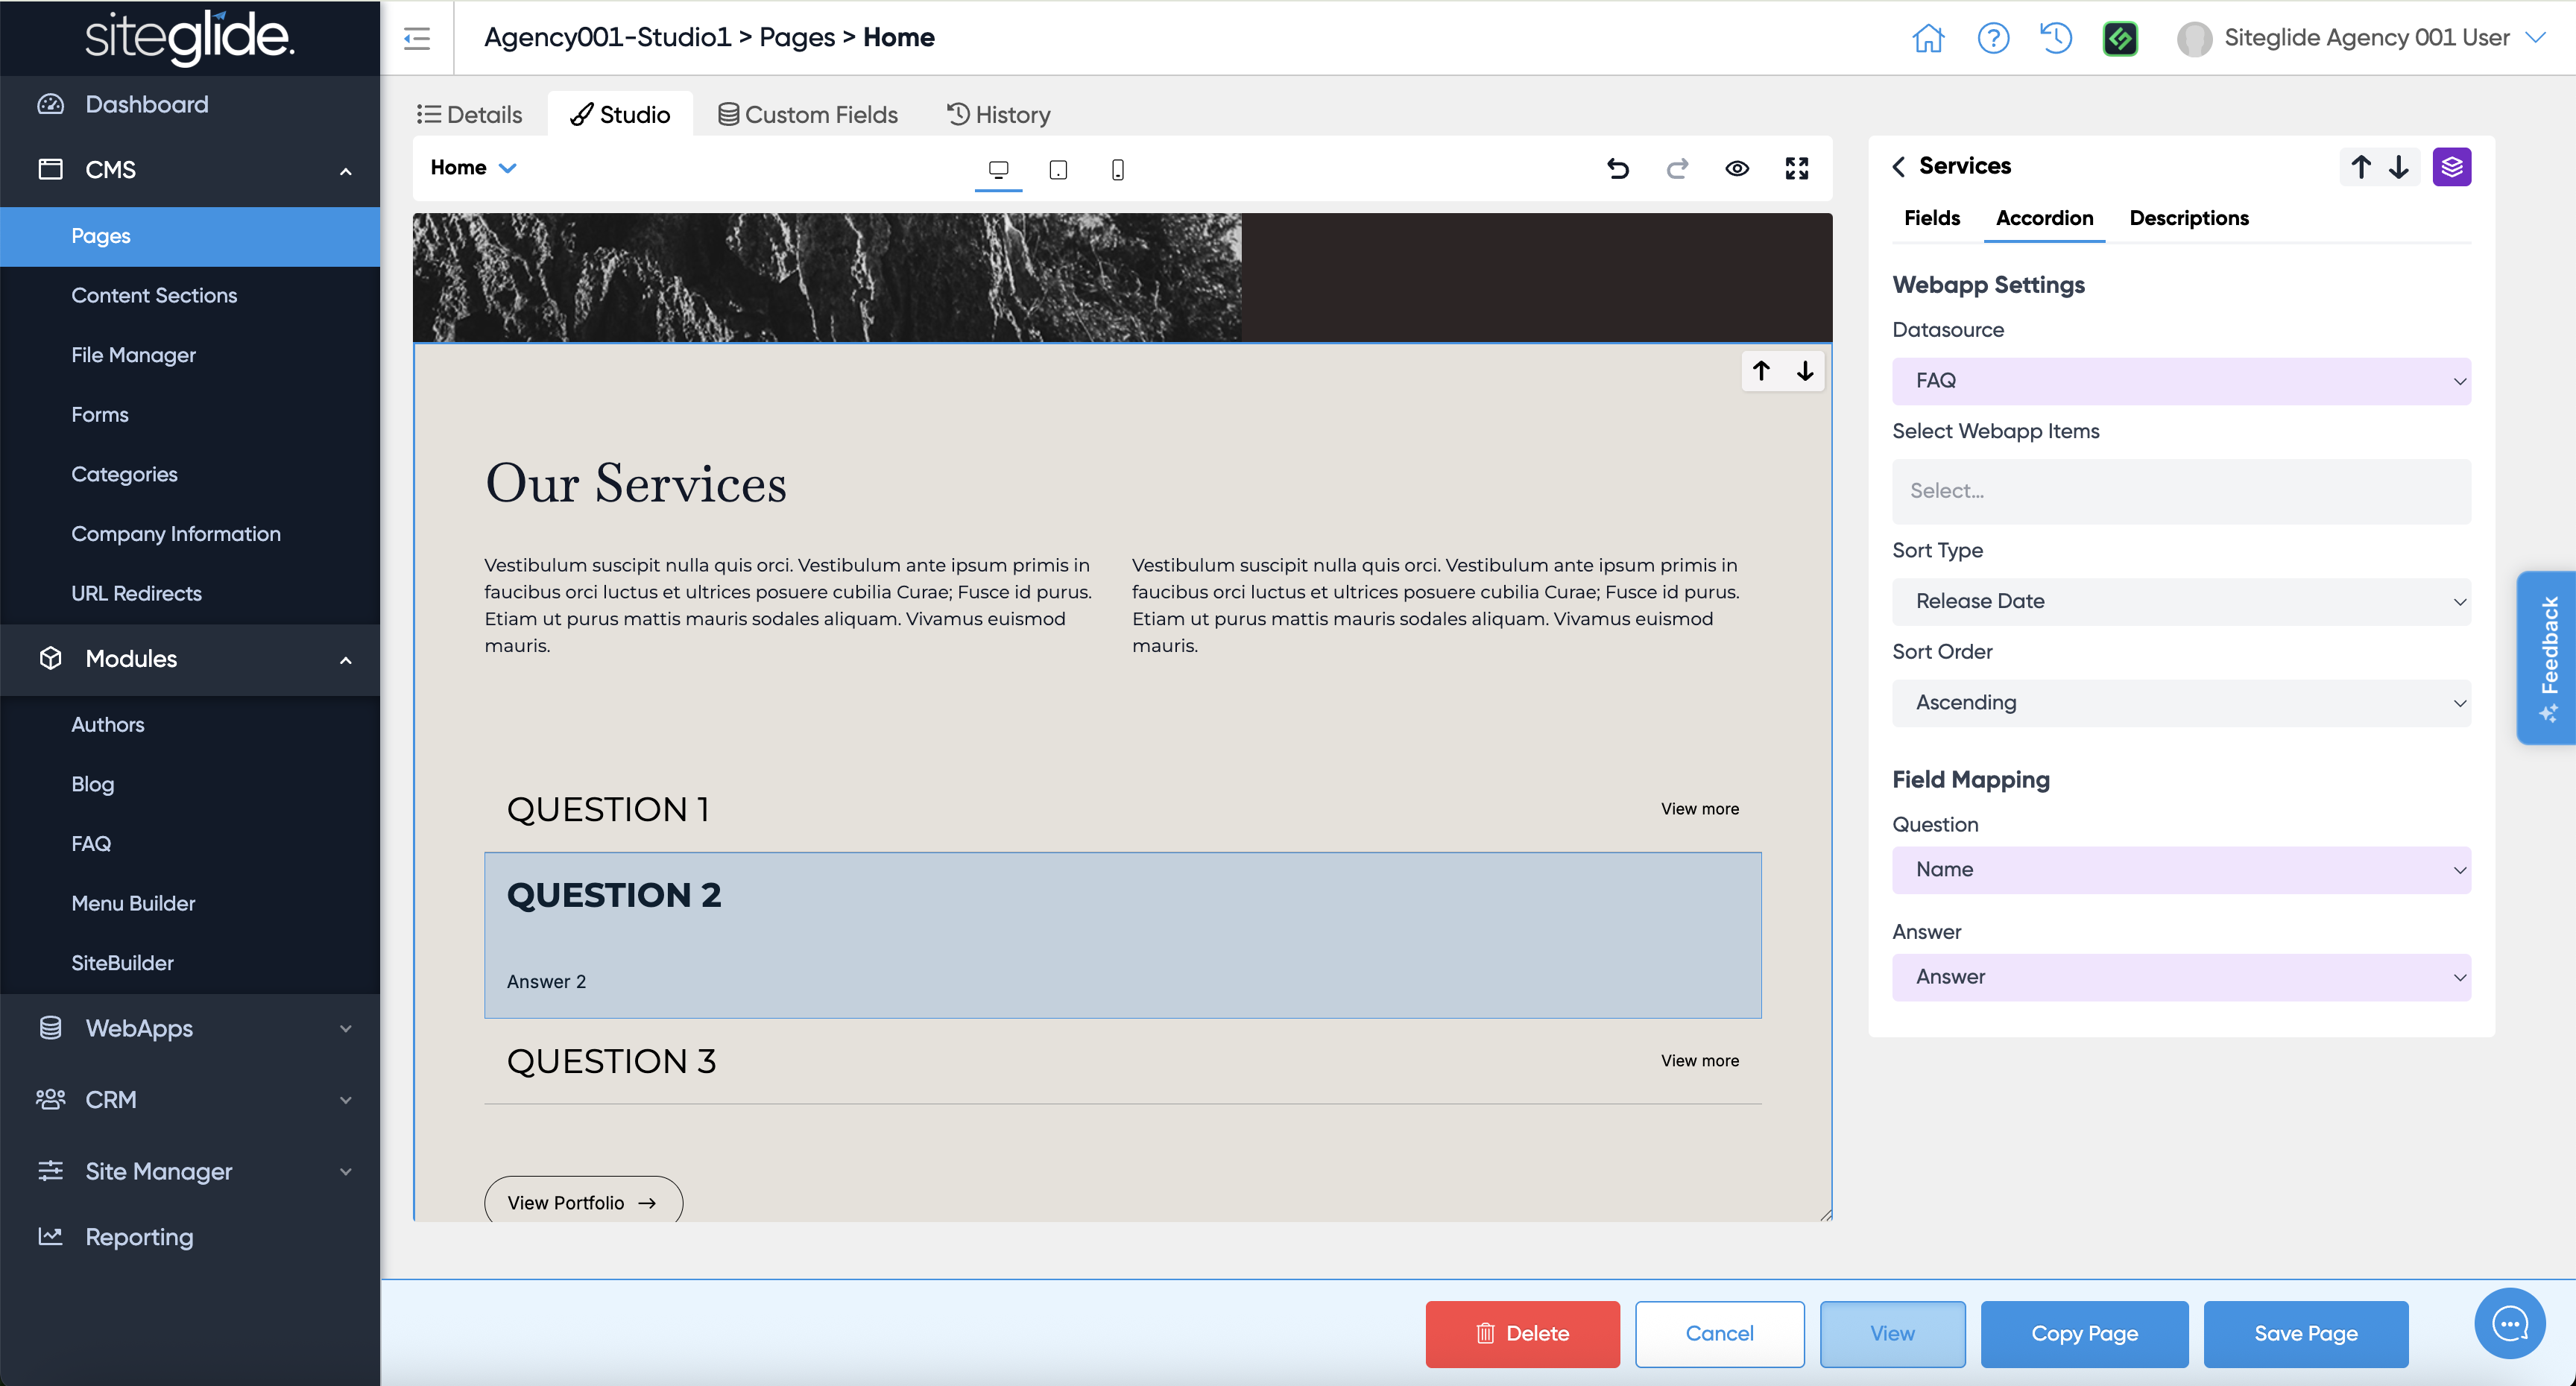 siteglide.
Agency001-Studio1 > Pages > Home
Siteglide Agency 001 User
Dashboard
CMS
Pages
Content Sections
File Manager
Forms
Categories
Company Information
URL Redirects
Modules
Authors
Blog
FAQ
Menu Builder
SiteBuilder
WebApps
CRM
Site Manager
Reporting
Details
Studio
Custom Fields
History
Home
Our Services
Vestibulum suscipit nulla quis orci. Vestibulum ante ipsum primis in
faucibus orci luctus et ultrices posuere cubilia Curae; Fusce id purus.
Etiam ut purus mattis mauris sodales aliquam. Vivamus euismod
mauris.
Vestibulum suscipit nulla quis orci. Vestibulum ante ipsum primis in
faucibus orci luctus et ultrices posuere cubilia Curae; Fusce id purus.
Etiam ut purus mattis mauris sodales aliquam. Vivamus euismod
mauris.
QUESTION 1
View more
QUESTION 2
Answer 2
QUESTION 3
View more
View Portfolio →
Services
Fields
Accordion
Descriptions
Webapp Settings
Datasource
FAQ
Select Webapp Items
Select...
Sort Type
Release Date
Sort Order
Ascending
Field Mapping
Question
Name
Answer
Answer
Feedback
Delete
Cancel
View
Copy Page
Save Page